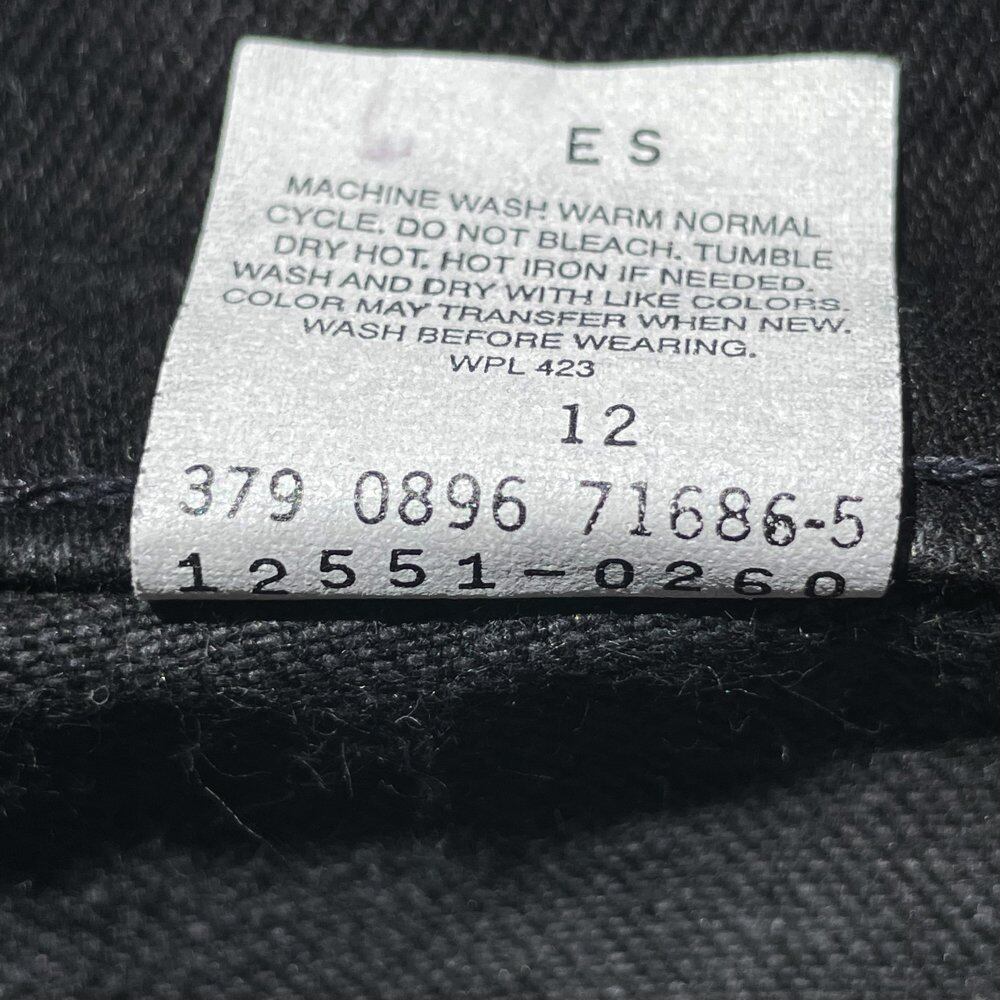 E S
MACHINE WASH WARM NORMAL
CYCLE. DO NOT BLEACH. TUMBLE
DRY HOT. HOT IRON IF NEEDED.
WASH AND DRY WITH LIKE COLORS.
COLOR MAY TRANSFER WHEN NEW.
WASH BEFORE WEARING.
WPL 423
12
379 0896 71686-5
12551-0260